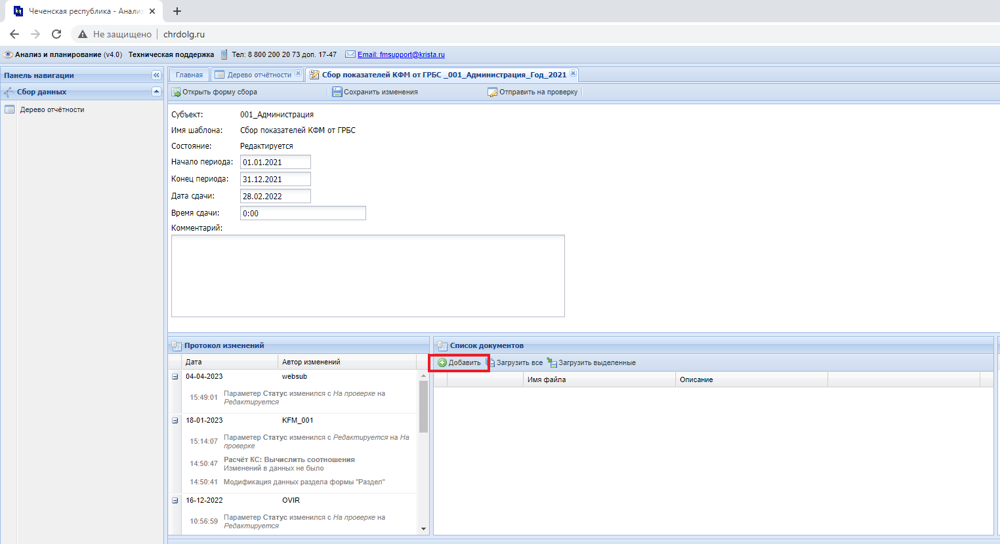 Чеченская республика - Анализ
Не защищено
chrdolg.ru
Анализ и планирование (v4.0) Техническая поддержка Тел: 8 800 200 20 73 доп. 17-47 Email: fmsupport@krista.ru
Панель навигации
Сбор данных
Дерево отчётности
Главная
Дерево отчётности
Сбор показателей КФМ от ГРБС _001_Администрация_Год_2021
Открыть форму сбора
Сохранить изменения
Отправить на проверку
Субъект: 001_Администрация
Имя шаблона: Сбор показателей КФМ от ГРБС
Состояние: Редактируется
Начало периода: 01.01.2021
Конец периода: 31.12.2021
Дата сдачи: 28.02.2022
Время сдачи: 0:00
Комментарий:
Протокол изменений
Дата Автор изменений
04-04-2023 websub
15:49:01 Параметр Статус изменился с На проверке на
Редактируется
18-01-2023 KFM_001
15:14:07 Параметр Статус изменился с Редактируется на На
проверке
14:50:47 Расчёт КС: Вычислить соотношения
Изменений в данных не было
14:50:41 Модификация данных раздела формы "Раздел"
16-12-2022 OVIR
10:56:59 Параметр Статус изменился с На проверке на
Редактируется
Список документов
Добавить Загрузить все Загрузить выделенные
Имя файла Описание